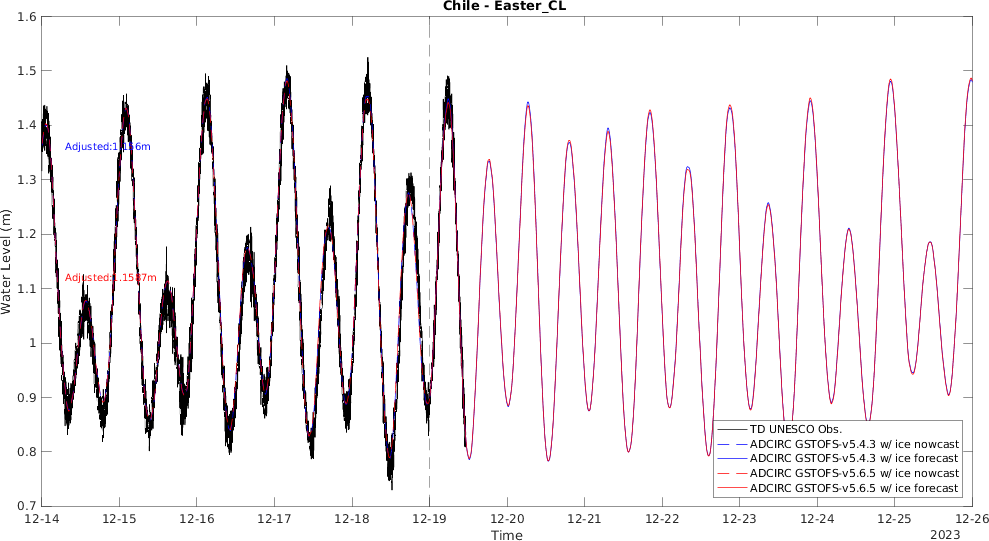 Chile - Easter_CL
1.6
1.5
1.4
1.3
1.2
1.1
1
0.9
0.8
0.7
Water Level (m)
Adjusted:1.156m
Adjusted:1.1587m
TD UNESCO Obs.
ADCIRC GSTOFS-v5.4.3 w/ ice nowcast
ADCIRC GSTOFS-v5.4.3 w/ ice forecast
ADCIRC GSTOFS-v5.6.5 w/ ice nowcast
ADCIRC GSTOFS-v5.6.5 w/ ice forecast
12-14 12-15 12-16 12-17 12-18 12-19 12-20 12-21 12-22 12-23 12-24 12-25 12-26
Time
2023